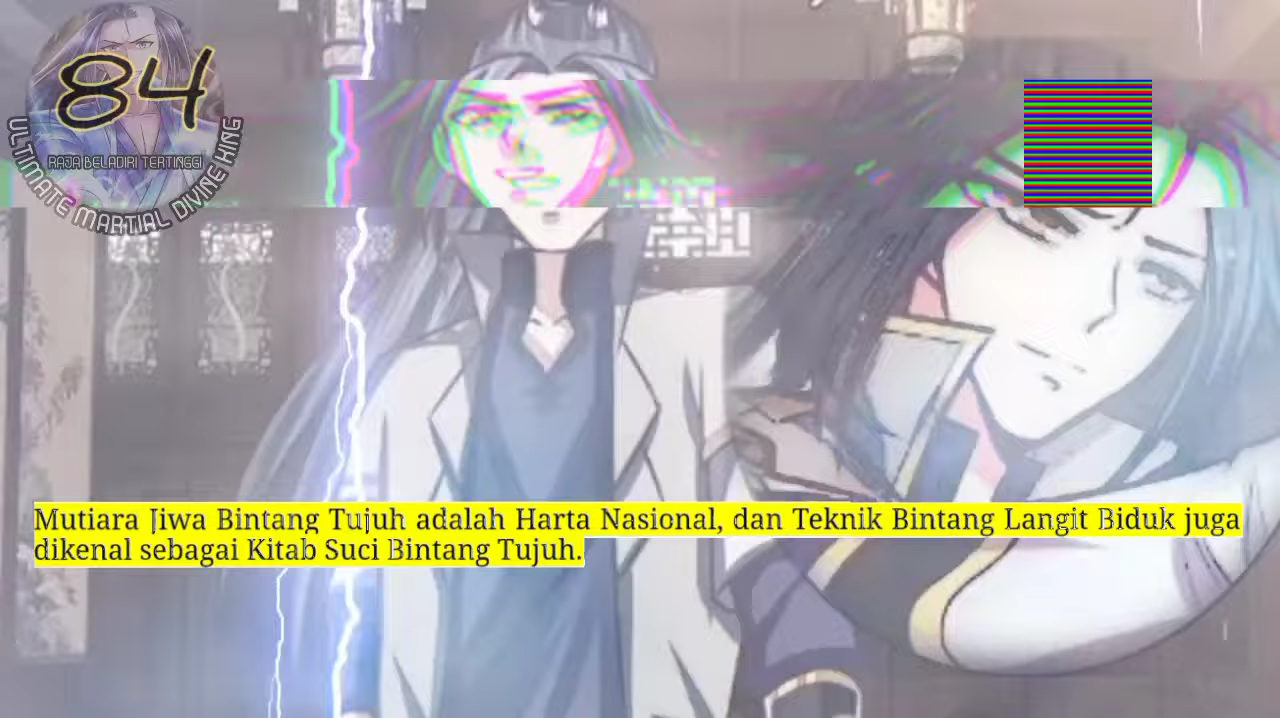 84
RAJA BELADIRI TERTINGGI
ULTIMATE MARTIAL DIVINE KING
Mutiara Jiwa Bintang Tujuh adalah Harta Nasional, dan Teknik Bintang Langit Biduk juga
dikenal sebagai Kitab Suci Bintang Tujuh.